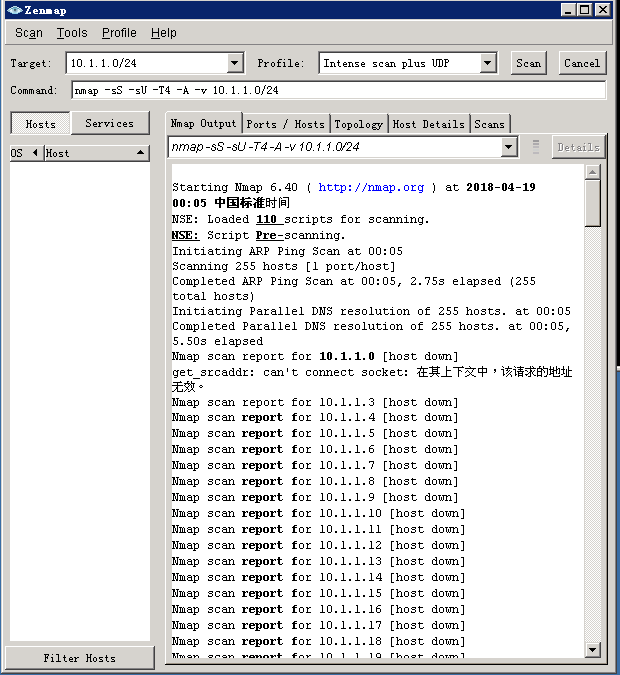 Zenmap
Scan Tools Profile Help
Target: 10.1.1.0/24 Profile: Intense scan plus UDP Scan Cancel
Command: nmap -sS -sU -T4 -A -v 10.1.1.0/24
Hosts Services
OS Host
Filter Hosts
Nmap Output Ports / Hosts Topology Host Details Scans
nmap -sS -sU -T4 -A -v 10.1.1.0/24 Details
Starting Nmap 6.40 ( http://nmap.org ) at 2018-04-19
00:05 中国标准时间
NSE: Loaded 110 scripts for scanning.
NSE: Script Pre-scanning.
Initiating ARP Ping Scan at 00:05
Scanning 255 hosts [1 port/host]
Completed ARP Ping Scan at 00:05, 2.75s elapsed (255
total hosts)
Initiating Parallel DNS resolution of 255 hosts. at 00:05
Completed Parallel DNS resolution of 255 hosts. at 00:05,
5.50s elapsed
Nmap scan report for 10.1.1.0 [host down]
get_srcaddr: can't connect socket: 在其上下文中，该请求的地址
无效。
Nmap scan report for 10.1.1.3 [host down]
Nmap scan report for 10.1.1.4 [host down]
Nmap scan report for 10.1.1.5 [host down]
Nmap scan report for 10.1.1.6 [host down]
Nmap scan report for 10.1.1.7 [host down]
Nmap scan report for 10.1.1.8 [host down]
Nmap scan report for 10.1.1.9 [host down]
Nmap scan report for 10.1.1.10 [host down]
Nmap scan report for 10.1.1.11 [host down]
Nmap scan report for 10.1.1.12 [host down]
Nmap scan report for 10.1.1.13 [host down]
Nmap scan report for 10.1.1.14 [host down]
Nmap scan report for 10.1.1.15 [host down]
Nmap scan report for 10.1.1.16 [host down]
Nmap scan report for 10.1.1.17 [host down]
Nmap scan report for 10.1.1.18 [host down]
Nmap scan report for 10.1.1.19 [host down]